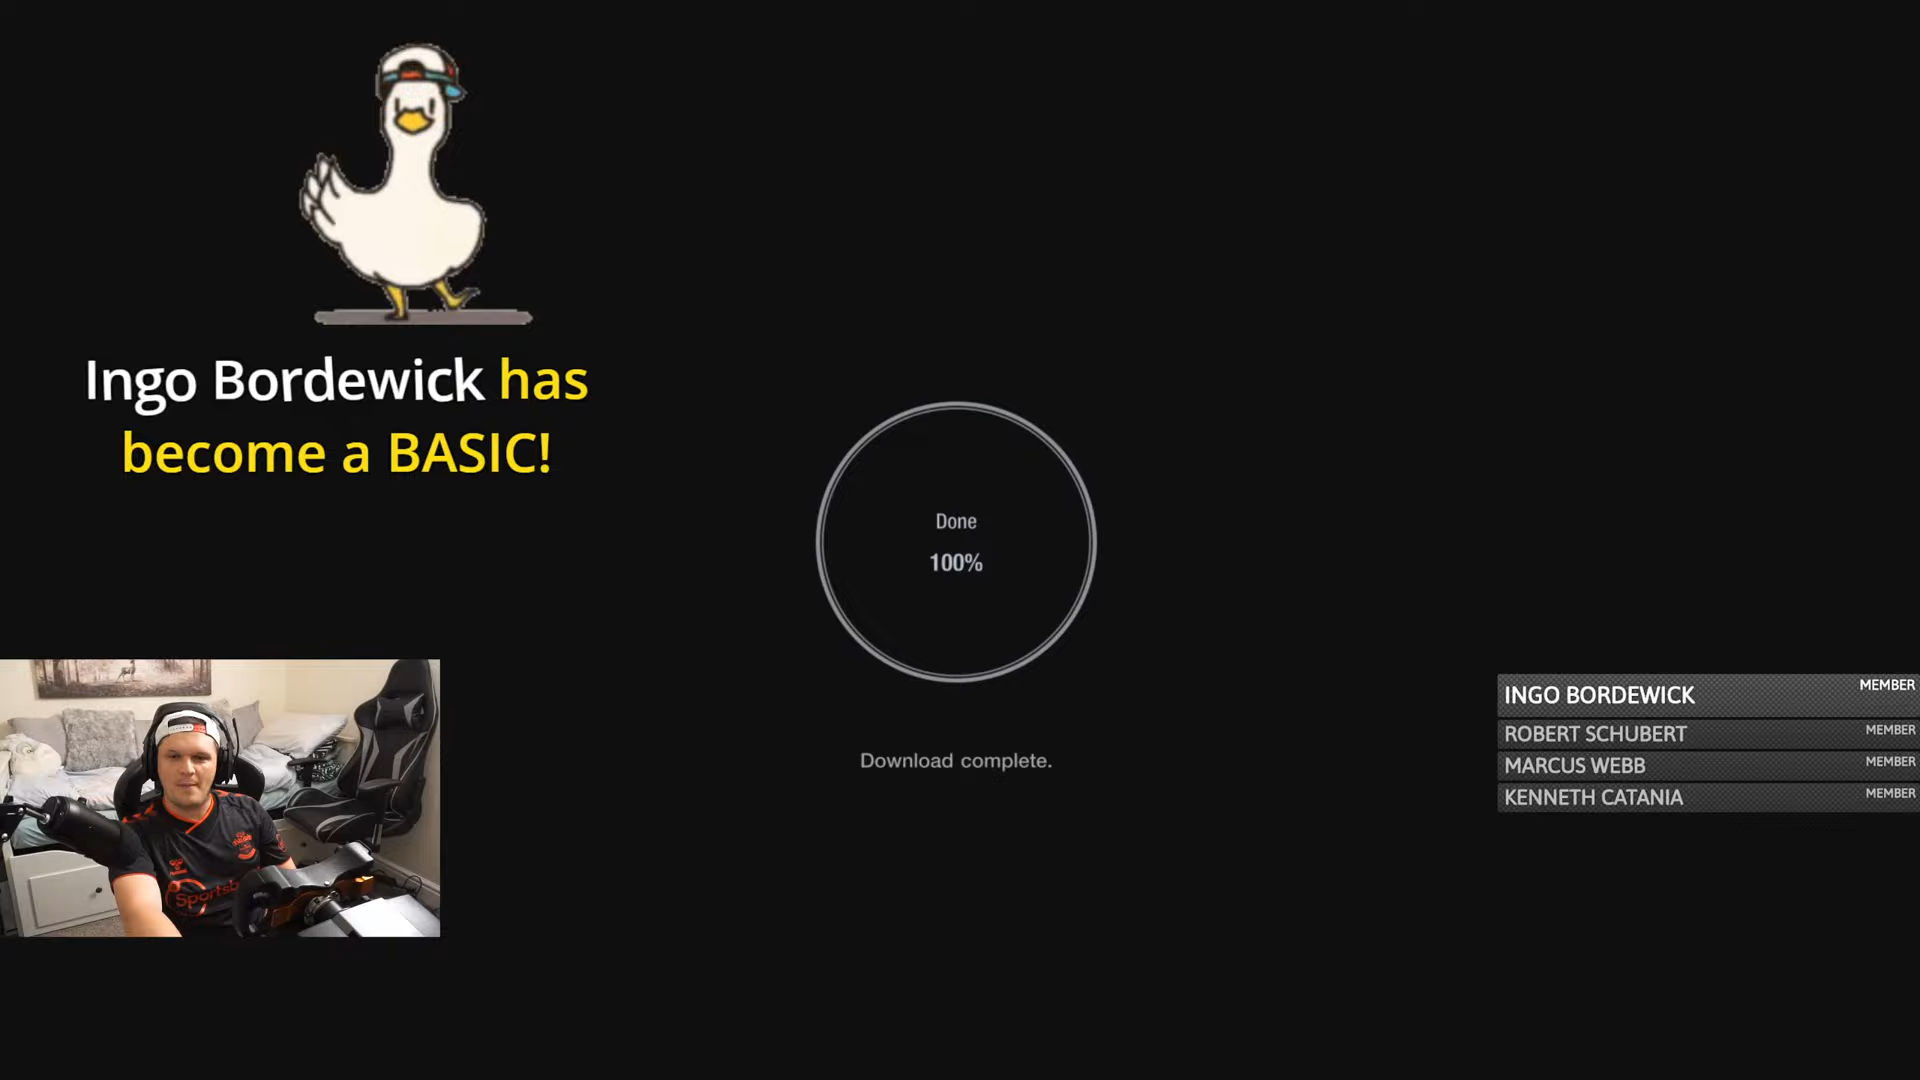 Ingo Bordewick has
become a BASIC!
Done
100%
Download complete.
INGO BORDEWICK MEMBER
ROBERT SCHUBERT MEMBER
MARCUS WEBB MEMBER
KENNETH CATANIA MEMBER
Sportsb